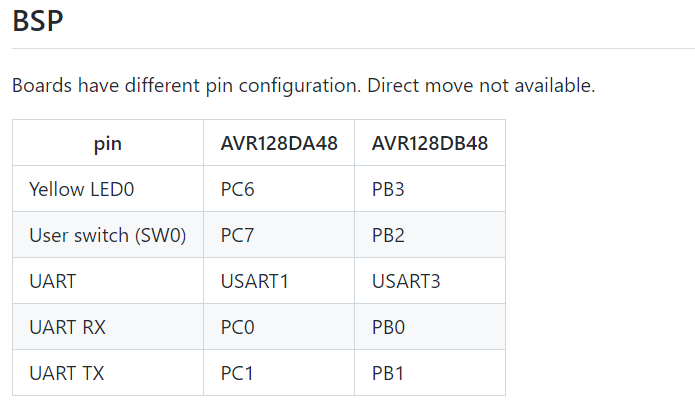 BSP
Boards have different pin configuration. Direct move not available.
pin AVR128DA48 AVR128DB48
Yellow LED0 PC6 PB3
User switch (SW0) PC7 PB2
UART USART1 USART3
UART RX PC0 PB0
UART TX PC1 PB1